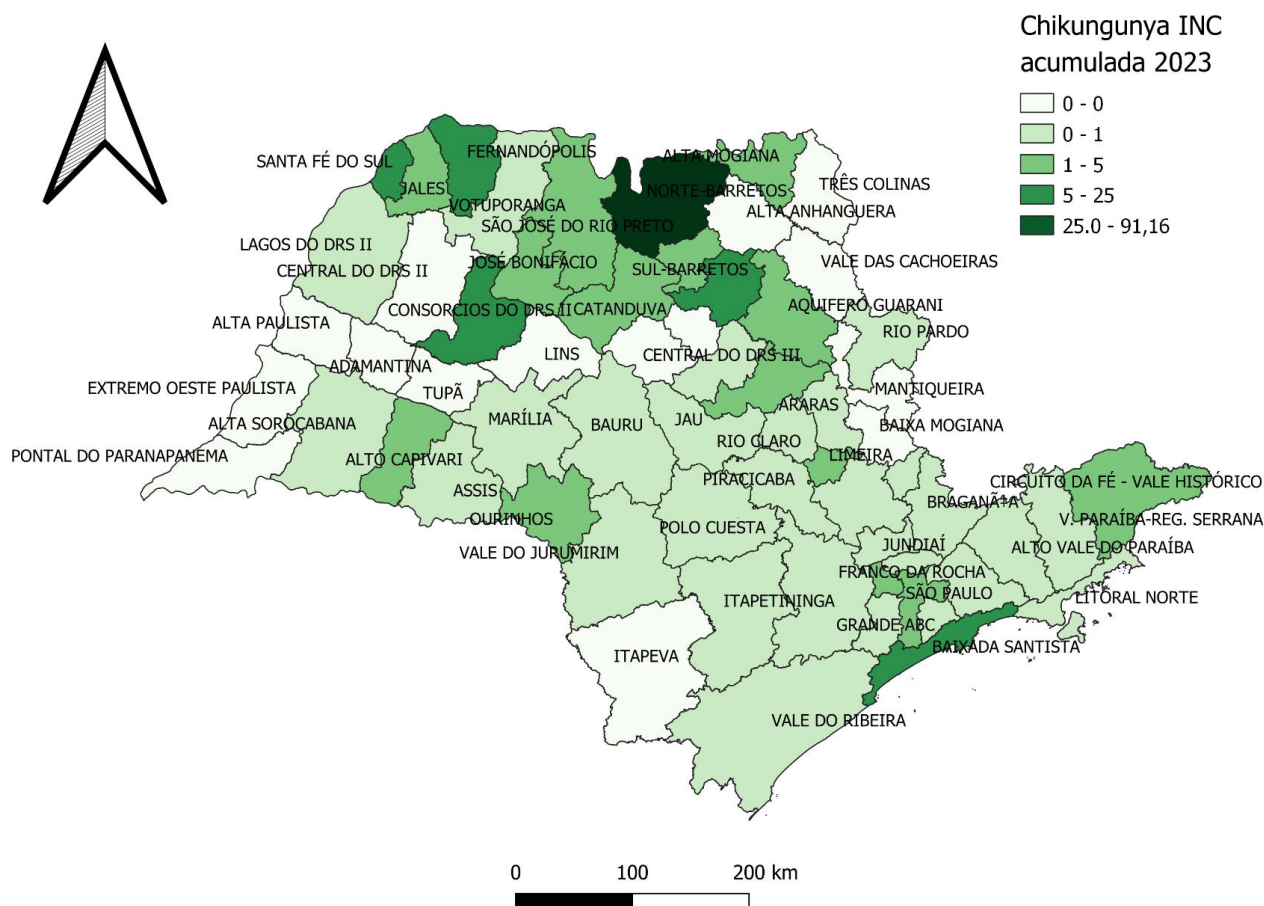 Chikungunya INC
acumulada 2023
0 - 0
0 - 1
1 - 5
5 - 25
25.0 - 91,16
SANTA FÉ DO SUL
FERNANDÓPOLIS
ALTA MOGIANA
JALES
NORTE-BARRETOS
TRÊS COLINAS
VOTUPORANGA
ALTA ANHANGUERA
SÃO JOSÉ DO RIO PRETO
LAGOS DO DRS II
JOSÉ BONIFÁCIO
SUL-BARRETOS
VALE DAS CACHOEIRAS
CENTRAL DO DRS II
CONSORCIOS DO DRS II
CATANDUVA
AQUIFERO GUARANI
ALTA PAULISTA
RIO PARDO
LINS
CENTRAL DO DRS III
ADAMANTINA
EXTREMO OESTE PAULISTA
TUPÃ
MANTIQUEIRA
ARARAS
ALTA SOROCABANA
MARÍLIA
BAURU
JAU
BAIXA MOGIANA
RIO CLARO
PONTAL DO PARANAPANEMA
ALTO CAPIVARI
LIMEIRA
PIRACICABA
CIRCUITO DA FÉ - VALE HISTÓRICO
ASSIS
BRAGANÃ‡A
OURINHOS
POLO CUESTA
V. PARAÍBA-REG. SERRANA
VALE DO JURUMIRIM
JUNDIAÍ
ALTO VALE DO PARAÍBA
FRANCO DA ROCHA
ITAPETININGA
SÃO PAULO
LITORAL NORTE
GRANDE ABC
BAIXADA SANTISTA
ITAPEVA
VALE DO RIBEIRA
0 100 200 km